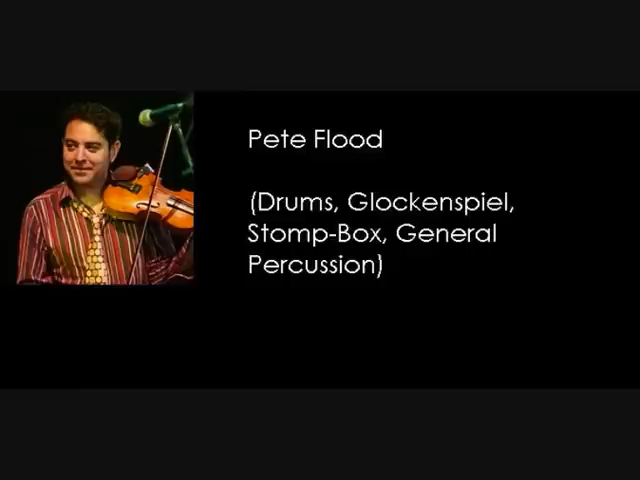 Pete Flood
(Drums, Glockenspiel,
Stomp-Box, General
Percussion)